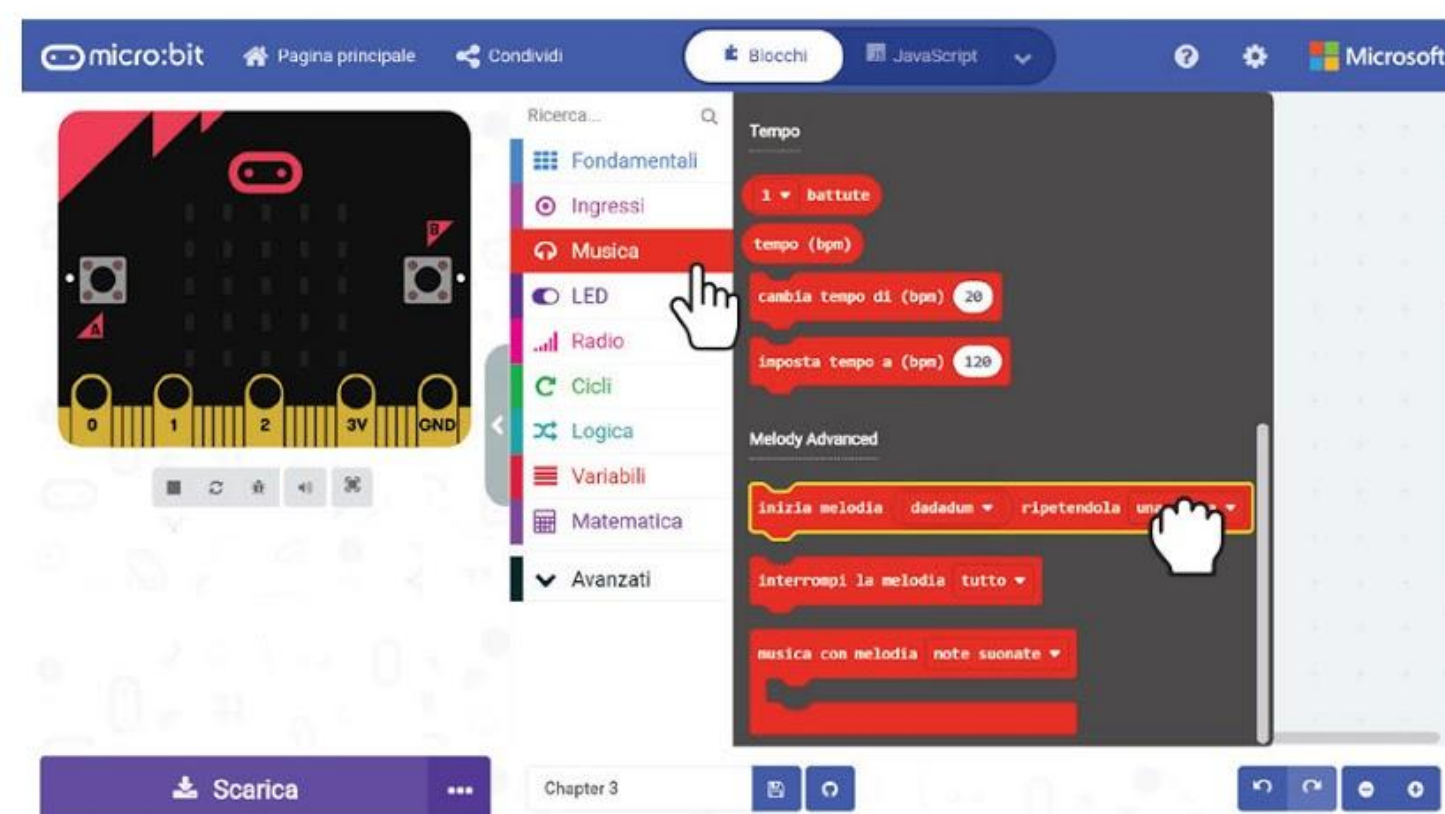 micro:bit Pagina principale Condividi Blocchi JavaScript Microsoft
Ricerca...
Fondamentali
Ingressi
Musica
LED
Radio
Cicli
Logica
Variabili
Matematica
Avanzati
Tempo
1 battute
tempo (bpm)
cambia tempo di (bpm) 20
imposta tempo a (bpm) 120
Melody Advanced
inizia melodia dadadum ripetendola
interrompi la melodia tutto
musica con melodia note suonate
B
A
0 1 2 3V GND
Scarica
Chapter 3